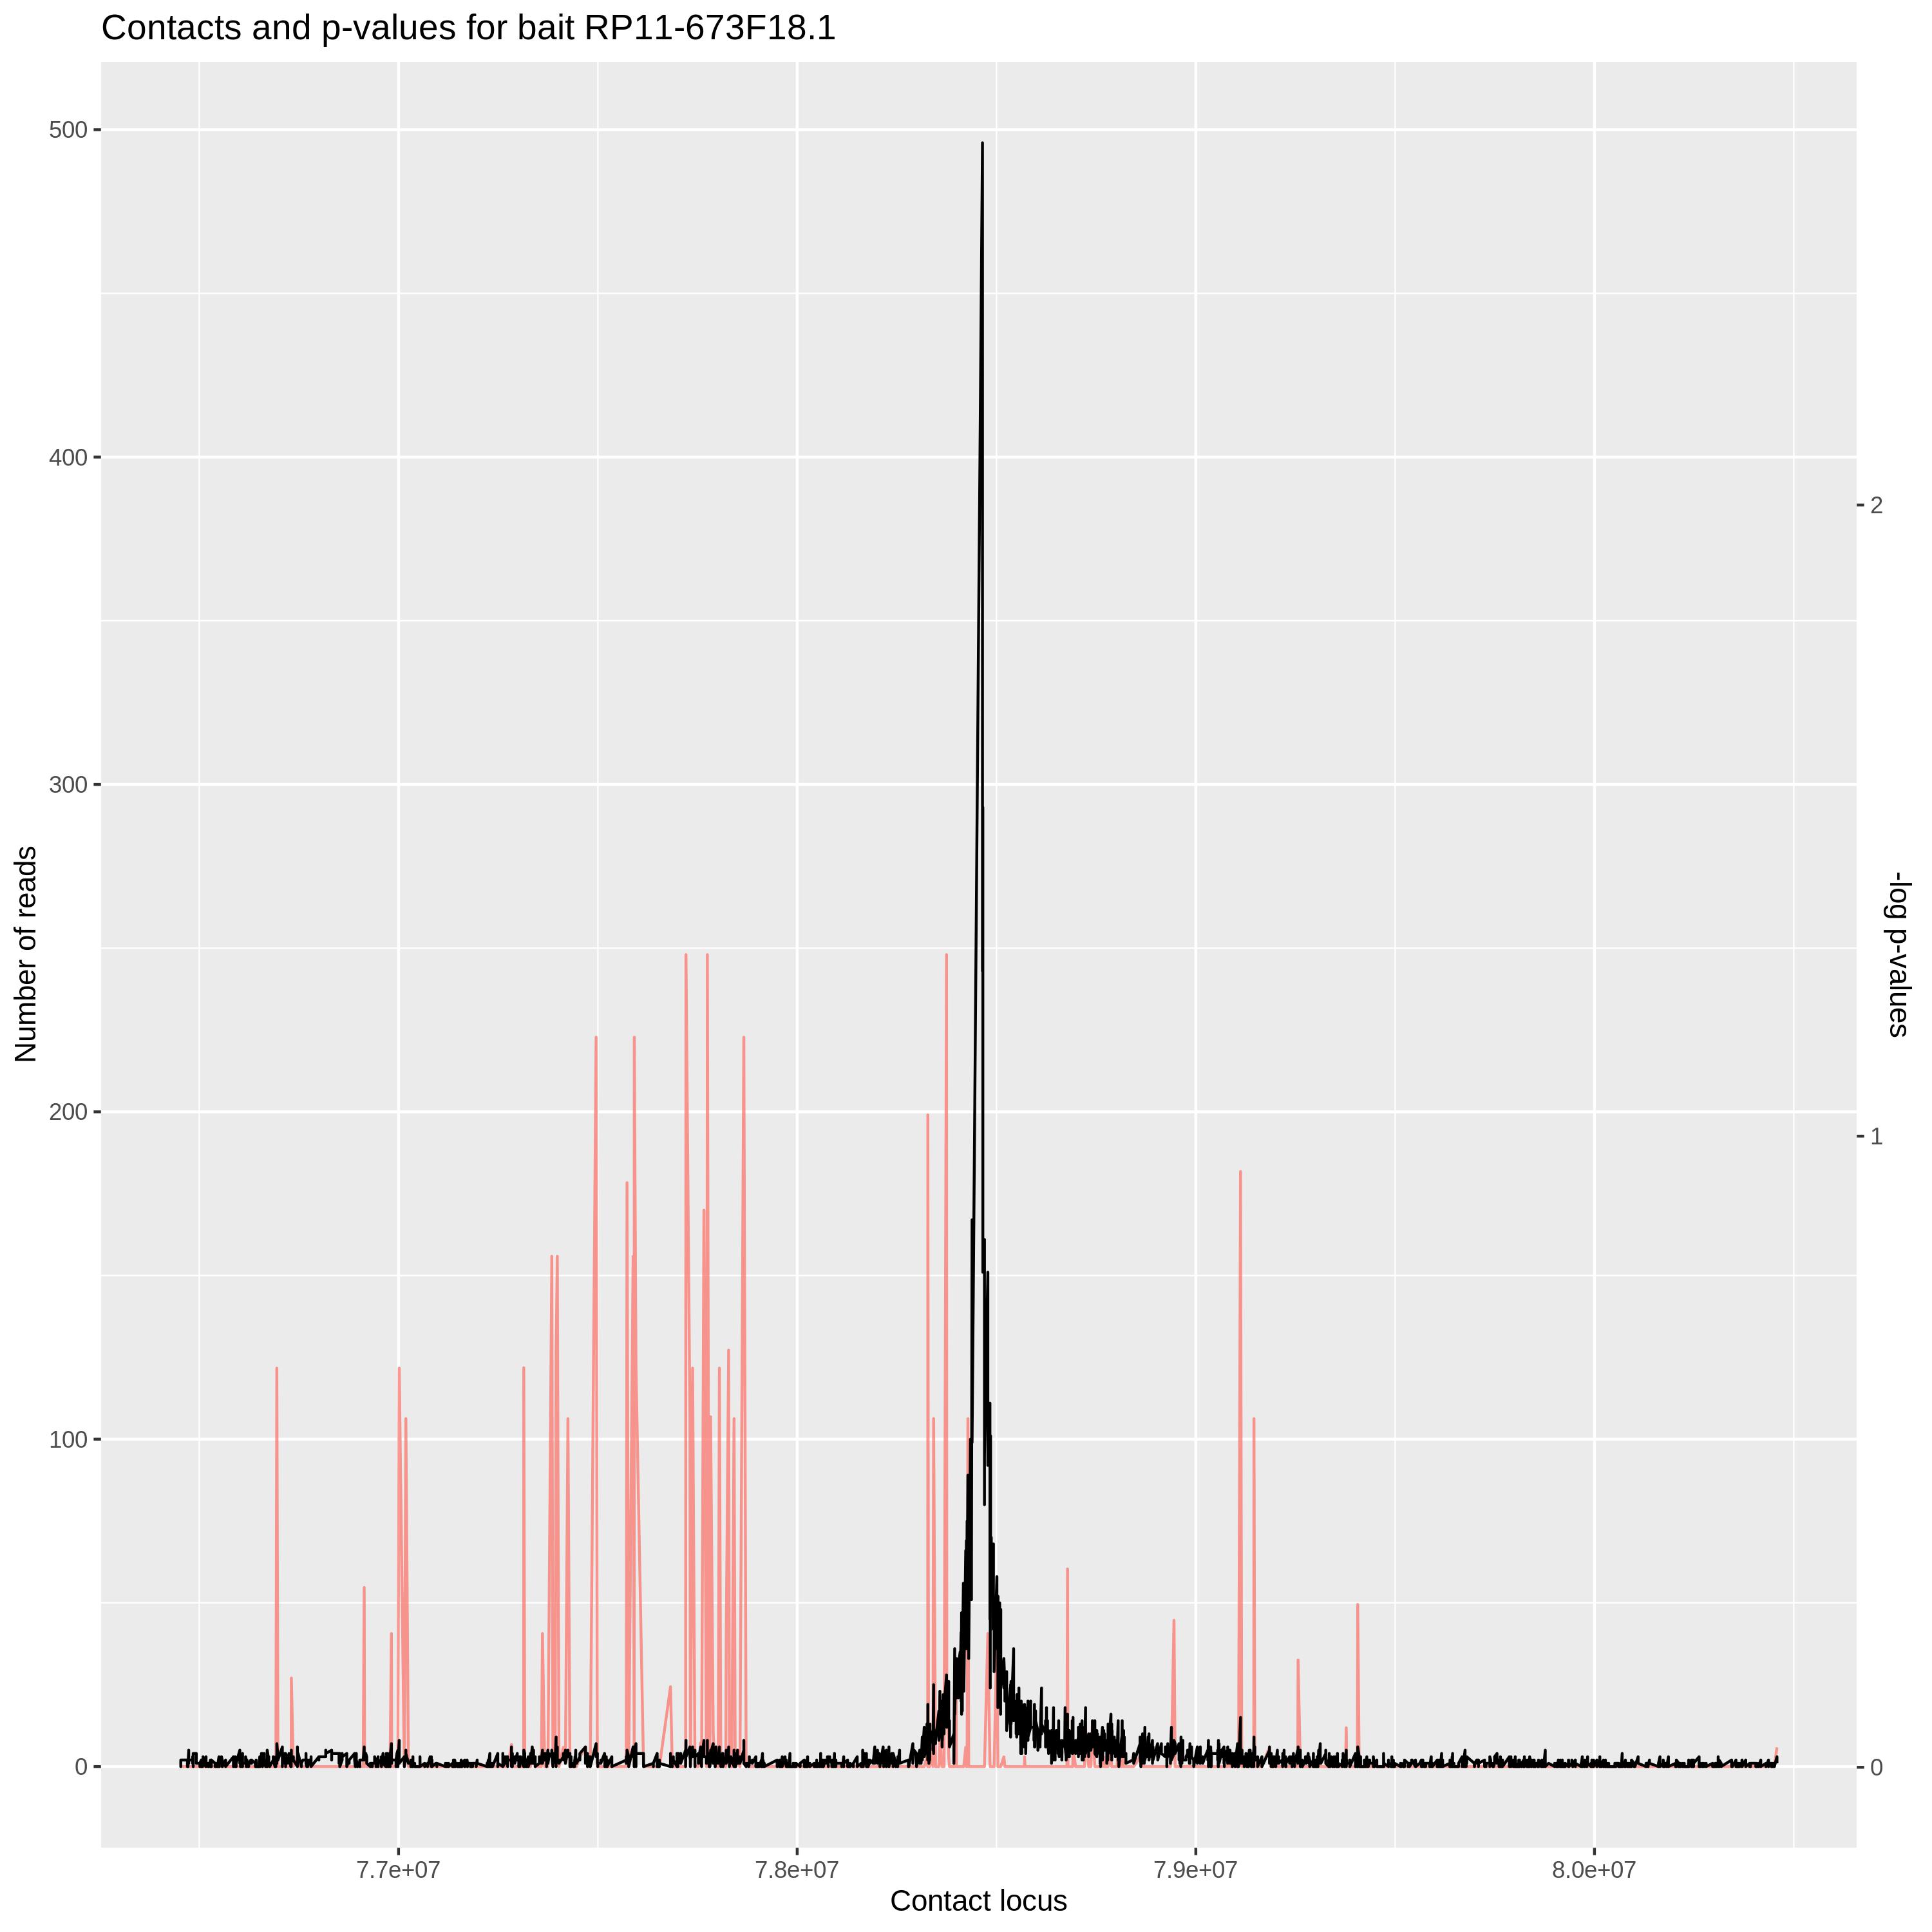 Contacts and p-values for bait RP11-673F18.1
500
400
300
200
100
0
Number of reads
2
1
0
-log p-values
7.7e+07 7.8e+07 7.9e+07 8.0e+07
Contact locus